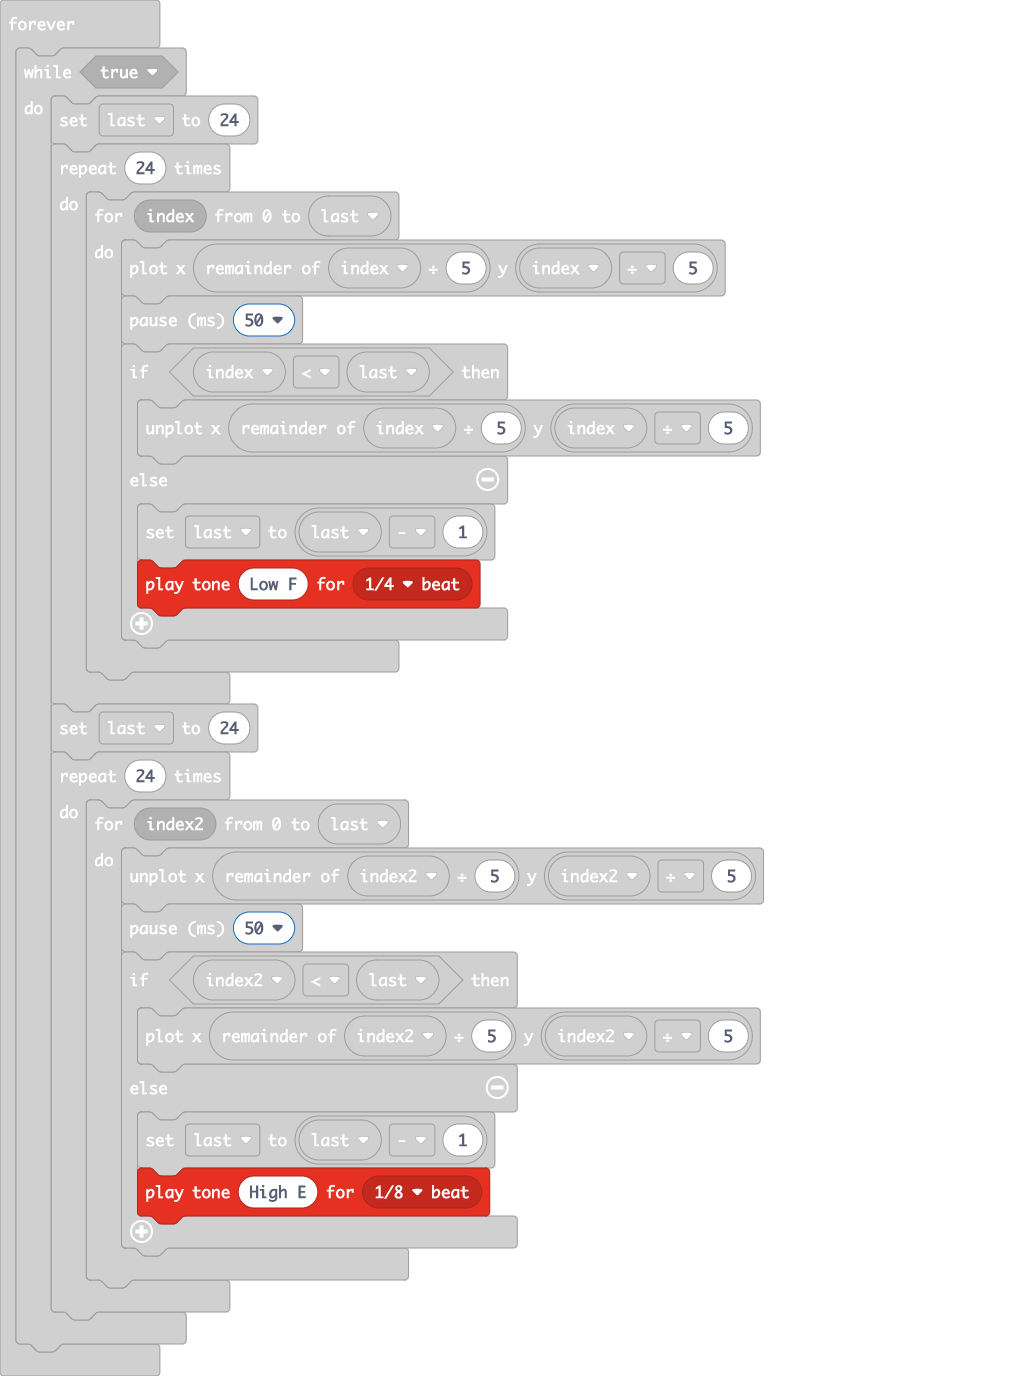 forever
while true
do
set last to 24
repeat 24 times
do
for index from 0 to last
do
plot x remainder of index ÷ 5 y index ÷ 5
pause (ms) 50
if index < last then
unplot x remainder of index ÷ 5 y index ÷ 5
else
set last to last - 1
play tone Low F for 1/4 beat
set last to 24
repeat 24 times
do
for index2 from 0 to last
do
unplot x remainder of index2 ÷ 5 y index2 ÷ 5
pause (ms) 50
if index2 < last then
plot x remainder of index2 ÷ 5 y index2 ÷ 5
else
set last to last - 1
play tone High E for 1/8 beat